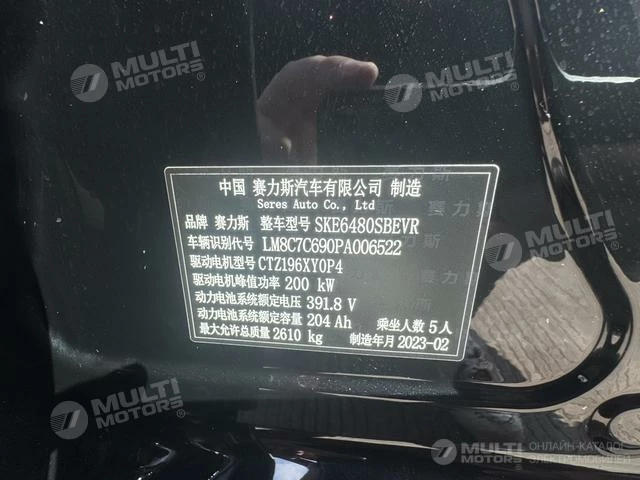 MULTI
MOTORS®
MULTI
MOTORS
中国 赛力斯汽车有限公司 制造
Seres Auto Co., Ltd
品牌 赛力斯 整车型号 SKE6480SBEVR
车辆识别代号 LM8C7C690PA006522
驱动电机型号 CTZ196XY0P4
驱动电机峰值功率 200 kW
动力电池系统额定电压 391.8 V
动力电池系统额定容量 204 Ah 乘坐人数 5人
最大允许总质量 2610 kg 制造年月 2023-02
MULTI
MOTORS®
MULTI
MOTORS®
ОНЛАЙН-КАТАЛОГ
ЭЛЕКТРОМОБИЛЕЙ